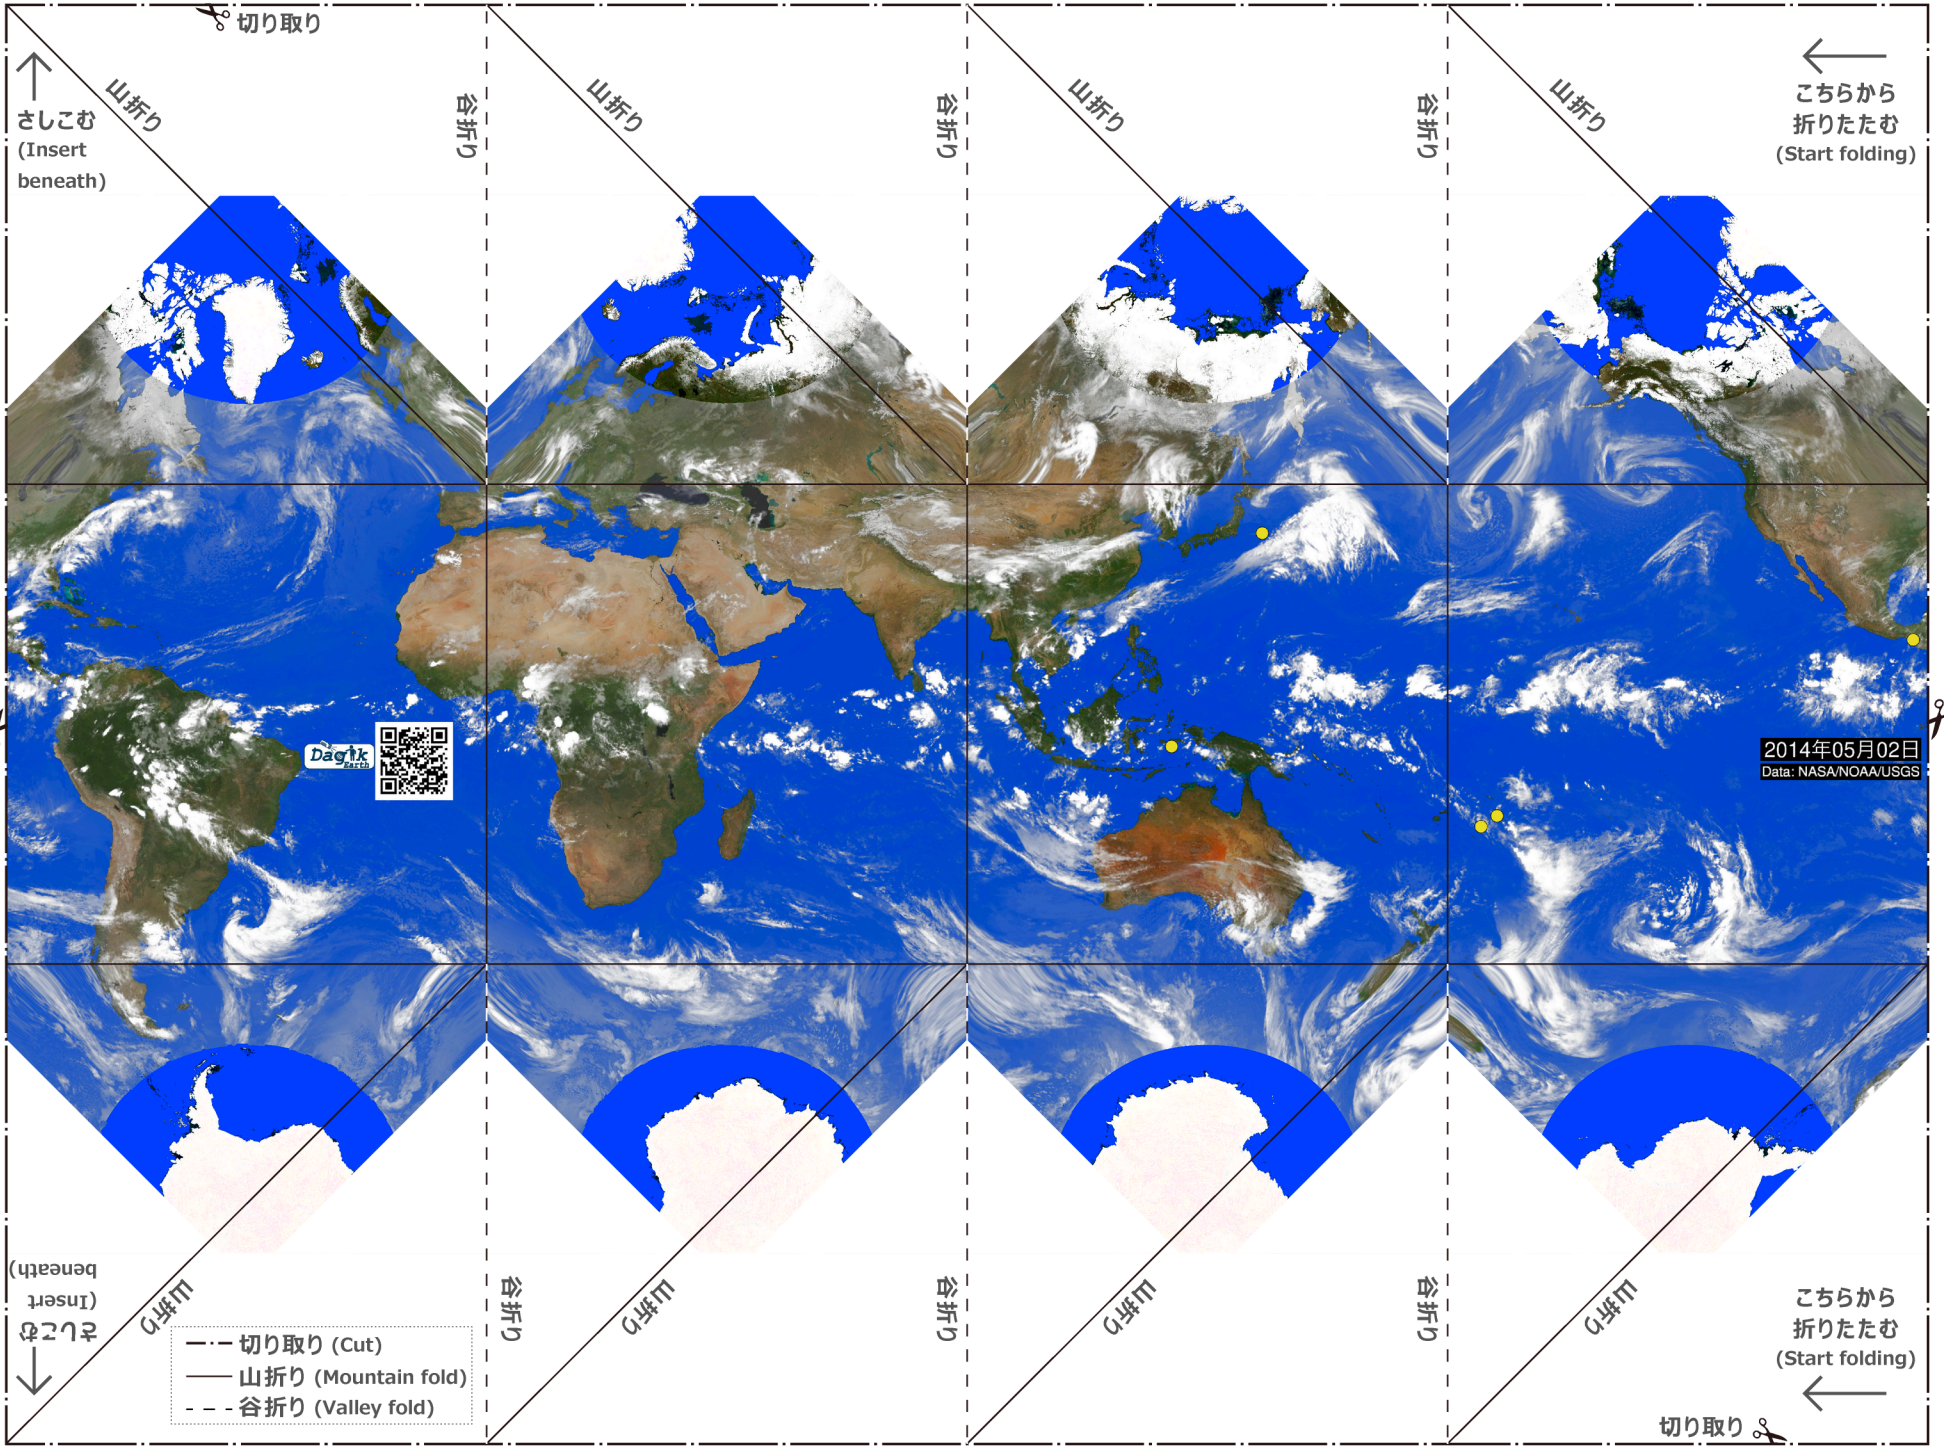 切り取り
山折り
谷折り
山折り
谷折り
山折り
谷折り
山折り
さしこむ
(Insert
beneath)
こちらから
折りたたむ
(Start folding)
Dagik
Earth
2014年05月02日
Data: NASA/NOAA/USGS
さしこむ
(Insert
beneath)
山折り
谷折り
山折り
谷折り
山折り
谷折り
山折り
こちらから
折りたたむ
(Start folding)
切り取り (Cut)
山折り (Mountain fold)
谷折り (Valley fold)
切り取り